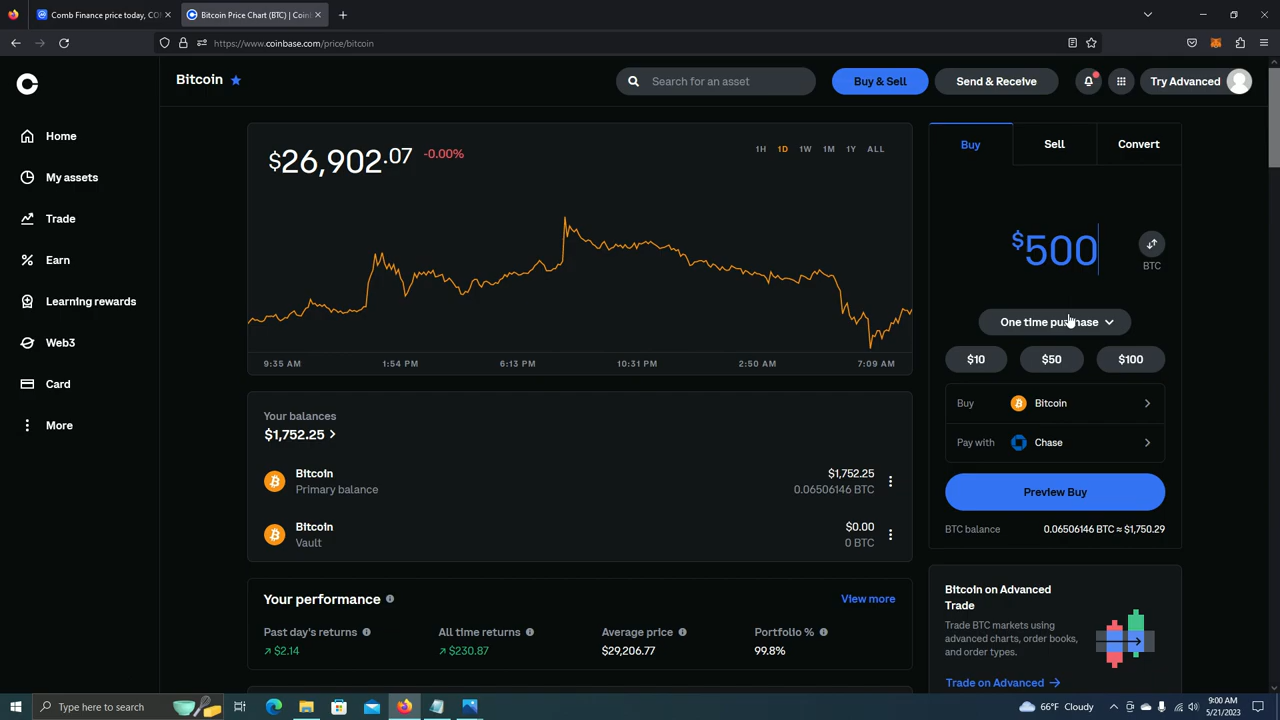 Comb Finance price today, CO
Bitcoin Price Chart (BTC) | Coin
https://www.coinbase.com/price/bitcoin
Bitcoin
Search for an asset
Buy & Sell
Send & Receive
Try Advanced
Home
My assets
Trade
Earn
Learning rewards
Web3
Card
More
$26,902.07 -0.00%
1H 1D 1W 1M 1Y ALL
9:35 AM 1:54 PM 6:13 PM 10:31 PM 2:50 AM 7:09 AM
Your balances
$1,752.25
Bitcoin $1,752.25
Primary balance 0.06506146 BTC
Bitcoin $0.00
Vault 0 BTC
Your performance View more
Past day's returns All time returns Average price Portfolio %
$2.14 $230.87 $29,206.77 99.8%
Buy Sell Convert
$500
BTC
One time purchase
$10 $50 $100
Buy Bitcoin
Pay with Chase
Preview Buy
BTC balance 0.06506146 BTC ≈ $1,750.29
Bitcoin on Advanced
Trade
Trade BTC markets using
advanced charts, order books,
and order types.
Trade on Advanced
Type here to search
66°F Cloudy
9:00 AM
5/21/2023